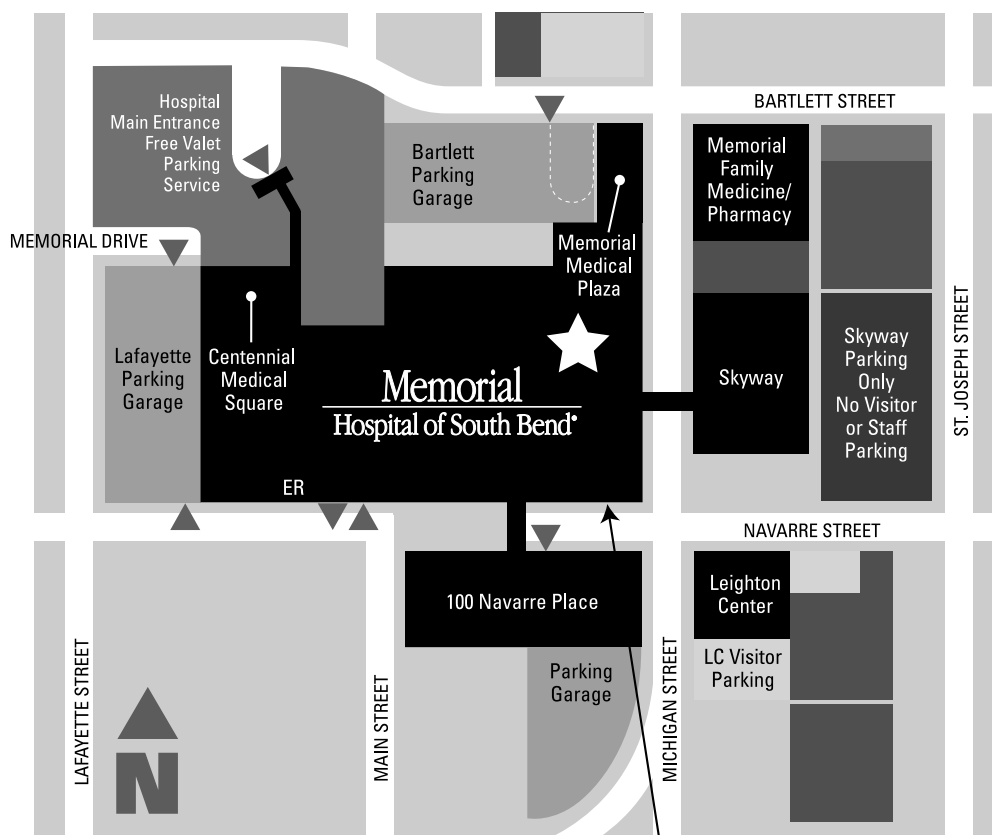 BARTLETT STREET
Hospital
Main Entrance
Free Valet
Parking
Service
Bartlett
Parking
Garage
Memorial
Family
Medicine/
Pharmacy
MEMORIAL DRIVE
Memorial
Medical
Plaza
Lafayette
Parking
Garage
Centennial
Medical
Square
Memorial
Hospital of South Bend
Skyway
Skyway
Parking
Only
No Visitor
or Staff
Parking
ST. JOSEPH STREET
ER
NAVARRE STREET
100 Navarre Place
Leighton
Center
LC Visitor
Parking
Parking
Garage
LAFAYETTE STREET
MAIN STREET
MICHIGAN STREET
N